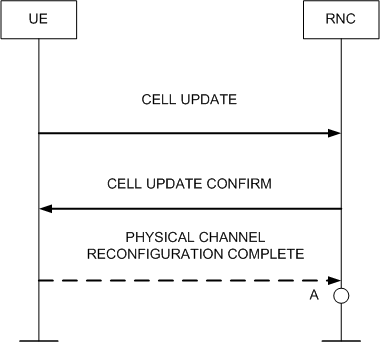 UE
RNC
CELL UPDATE
CELL UPDATE CONFIRM
PHYSICAL CHANNEL
RECONFIGURATION COMPLETE
A